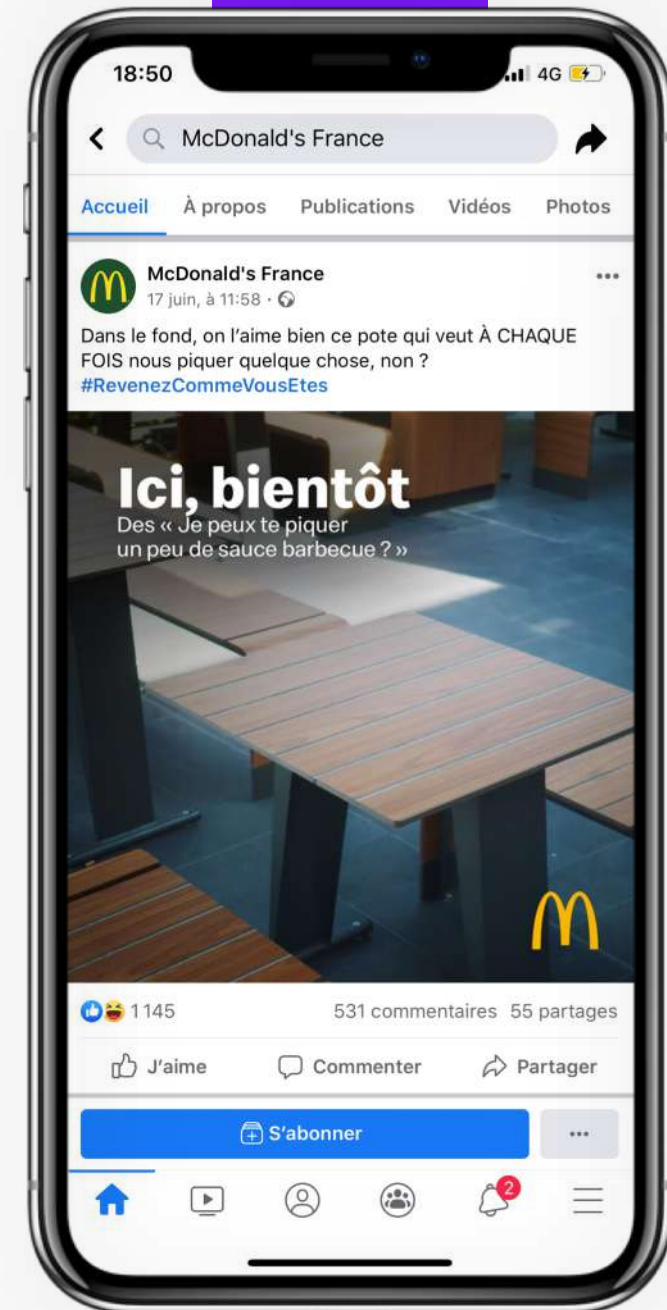 18:50
4G
McDonald's France
Accueil À propos Publications Vidéos Photos
McDonald's France
17 juin, à 11:58 ·
Dans le fond, on l'aime bien ce pote qui veut À CHAQUE
FOIS nous piquer quelque chose, non ?
#RevenezCommeVousEtes
Ici, bientôt
Des « Je peux te piquer
un peu de sauce barbecue ? »
1 145 531 commentaires 55 partages
J'aime Commenter Partager
S'abonner
2